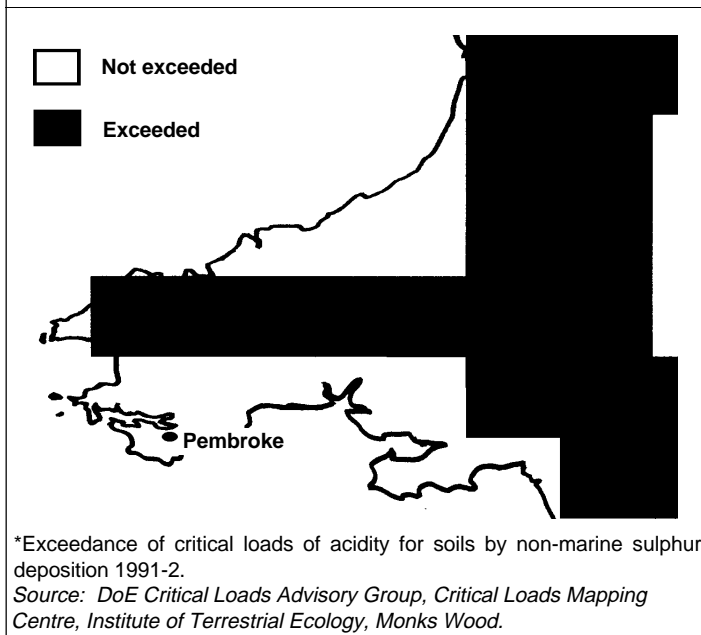 Not exceeded
Exceeded
Pembroke
*Exceedance of critical loads of acidity for soils by non-marine sulphur
deposition 1991-2.
Source: DoE Critical Loads Advisory Group, Critical Loads Mapping
Centre, Institute of Terrestrial Ecology, Monks Wood.